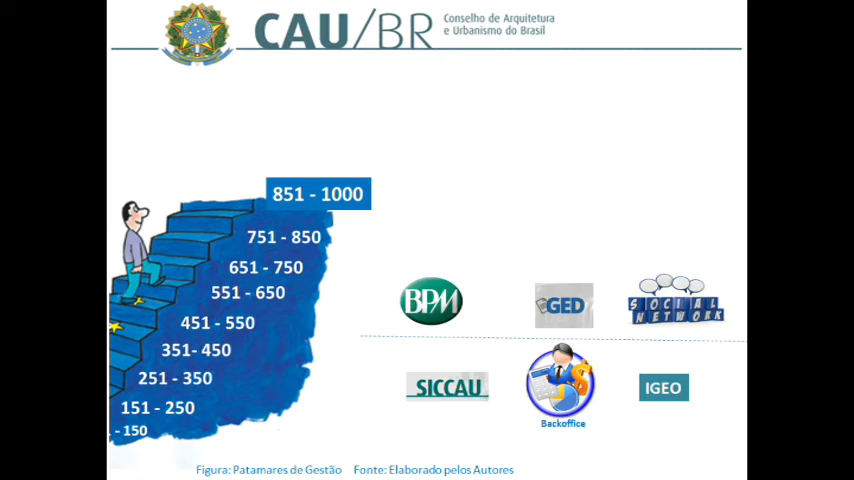 CAU/BR
Conselho de Arquitetura
e Urbanismo do Brasil
851 - 1000
751 - 850
651 - 750
551 - 650
451 - 550
351- 450
251 - 350
151 - 250
- 150
BPM
GED
SOCIAL
NETWORK
SICCAU
Backoffice
IGEO
Figura: Patamares de Gestão Fonte: Elaborado pelos Autores